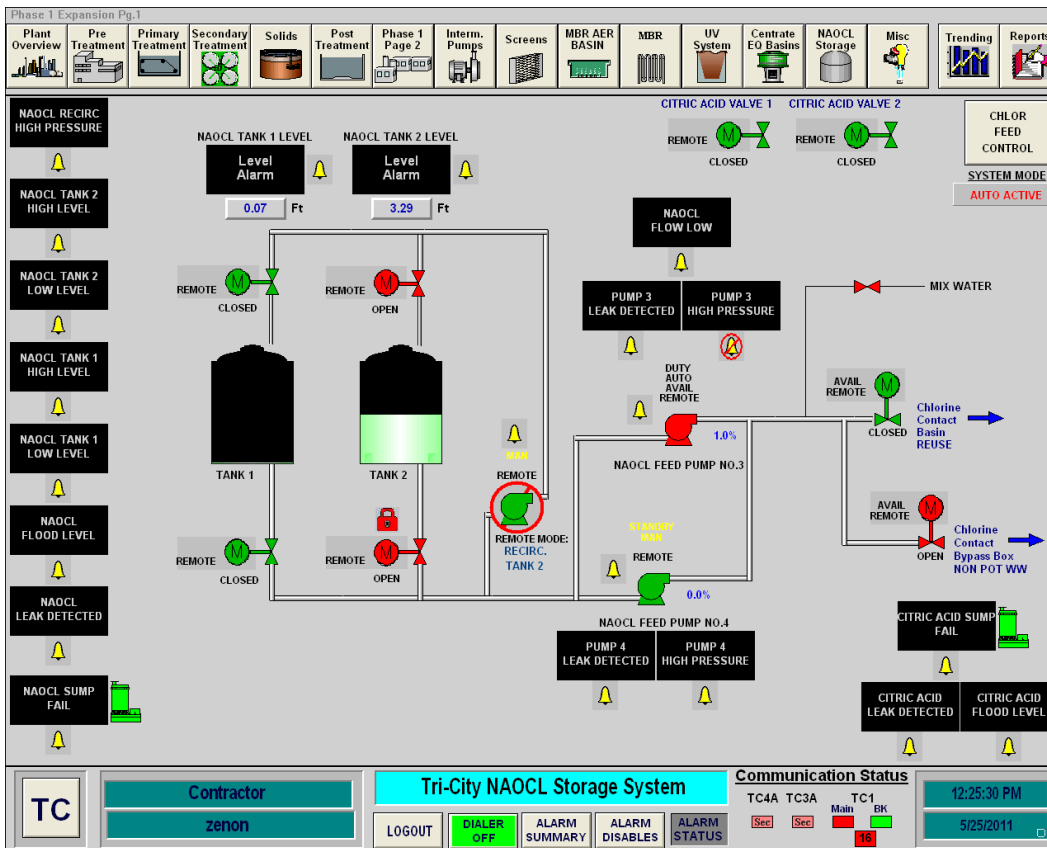 Phase 1 Expansion Pg.1
Plant
Overview
Pre
Treatment
Primary
Treatment
Secondary
Treatment
Solids
Post
Treatment
Phase 1
Page 2
Interm.
Pumps
Screens
MBR AER
BASIN
MBR
UV
System
Centrate
EQ Basins
NAOCL
Storage
Misc
Trending
Reports
NAOCL RECIRC
HIGH PRESSURE
NAOCL TANK 2
HIGH LEVEL
NAOCL TANK 2
LOW LEVEL
NAOCL TANK 1
HIGH LEVEL
NAOCL TANK 1
LOW LEVEL
NAOCL
FLOOD LEVEL
NAOCL
LEAK DETECTED
NAOCL SUMP
FAIL
NAOCL TANK 1 LEVEL
Level
Alarm
0.07 Ft
NAOCL TANK 2 LEVEL
Level
Alarm
3.29 Ft
REMOTE
M
CLOSED
REMOTE
M
OPEN
TANK 1
TANK 2
REMOTE
M
CLOSED
REMOTE
M
OPEN
MAN
REMOTE
REMOTE MODE:
RECIRC.
TANK 2
CITRIC ACID VALVE 1
REMOTE
M
CLOSED
CITRIC ACID VALVE 2
REMOTE
M
CLOSED
CHLOR
FEED
CONTROL
SYSTEM MODE
AUTO ACTIVE
NAOCL
FLOW LOW
PUMP 3
LEAK DETECTED
PUMP 3
HIGH PRESSURE
DUTY
AUTO
AVAIL
REMOTE
1.0%
NAOCL FEED PUMP NO.3
STANDBY
MAN
REMOTE
0.0%
NAOCL FEED PUMP NO.4
PUMP 4
LEAK DETECTED
PUMP 4
HIGH PRESSURE
MIX WATER
AVAIL
REMOTE
M
CLOSED
Chlorine
Contact
Basin
REUSE
AVAIL
REMOTE
M
OPEN
Chlorine
Contact
Bypass Box
NON POT WW
CITRIC ACID SUMP
FAIL
CITRIC ACID
LEAK DETECTED
CITRIC ACID
FLOOD LEVEL
TC
Contractor
zenon
Tri-City NAOCL Storage System
LOGOUT
DIALER
OFF
ALARM
SUMMARY
ALARM
DISABLES
ALARM
STATUS
Communication Status
TC4A TC3A TC1
Main BK
Sec Sec
16
12:25:30 PM
5/25/2011